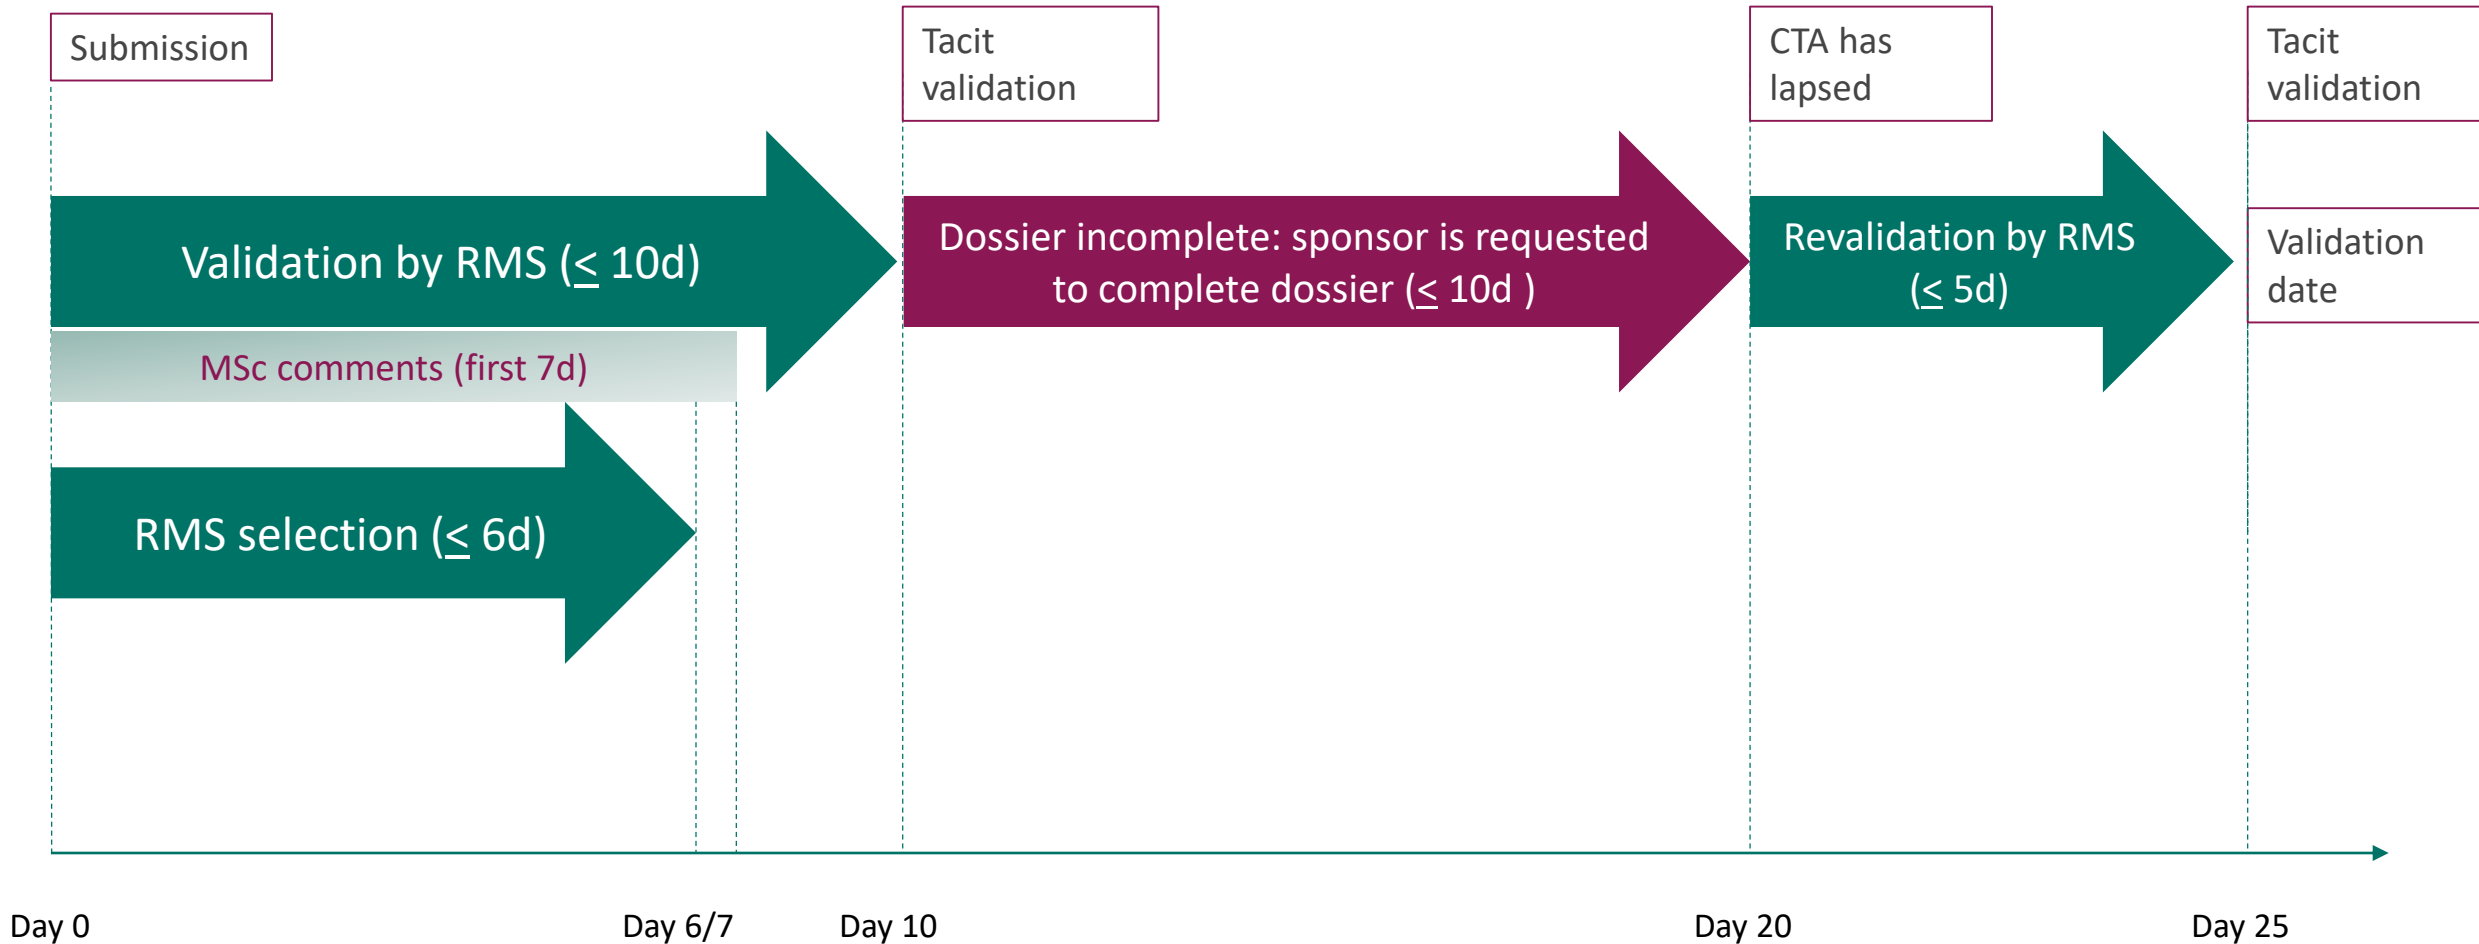 Submission
Tacit
validation
CTA has
lapsed
Tacit
validation
Validation by RMS (≤ 10d)
Dossier incomplete: sponsor is requested
to complete dossier (≤ 10d )
Revalidation by RMS
(≤ 5d)
Validation
date
MSc comments (first 7d)
RMS selection (≤ 6d)
Day 0
Day 6/7
Day 10
Day 20
Day 25